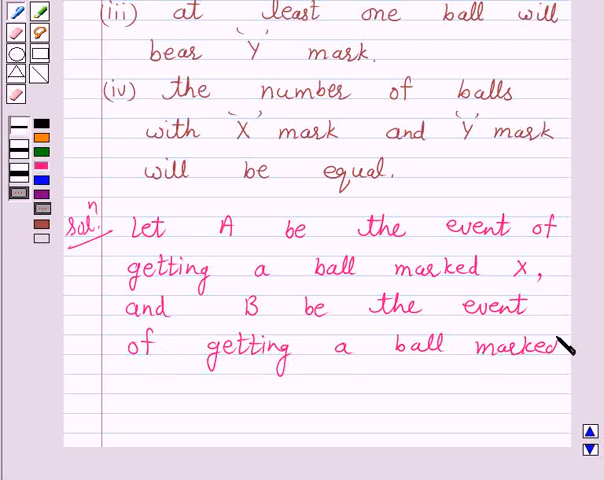 (iii) at least one ball will
bear 'Y' mark.
(iv) the number of balls
with 'X' mark and 'Y' mark
will be equal.
Solⁿ. Let A be the event of
getting a ball marked X,
and B be the event
of getting a ball marked